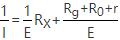 1/I = 1/E R_X + (R_g+R_0+r)/E